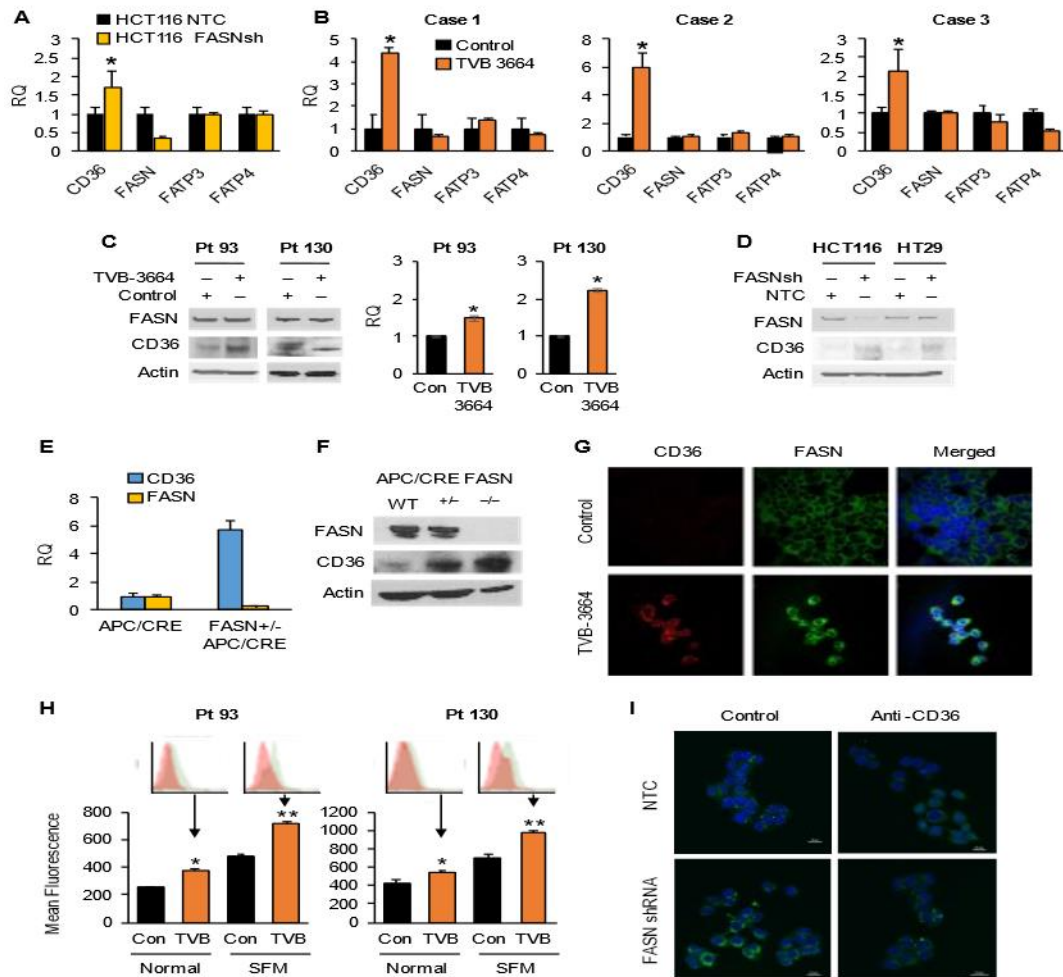 A
HCT116 NTC
HCT116 FASNsh
RQ
2.5
2
1.5
1
0.5
0
*
CD36
FASN
FATP3
FATP4
B
Case 1
Case 2
Case 3
Control
TVB 3664
RQ
5
4
3
2
1
0
*
CD36
FASN
FATP3
FATP4
8
6
4
2
0
*
CD36
FASN
FATP3
FATP4
3
2.5
2
1.5
1
0.5
0
*
CD36
FASN
FATP3
FATP4
C
Pt 93
Pt 130
TVB-3664 – + – +
Control + – + –
FASN
CD36
Actin
Pt 93
Pt 130
RQ
3
2
1
0
*
Con TVB
3664
3
2
1
0
*
Con TVB
3664
D
HCT116 HT29
FASNsh – + – +
NTC + – + –
FASN
CD36
Actin
E
CD36
FASN
RQ
8
6
4
2
0
APC/CRE
FASN+/-
APC/CRE
F
APC/CRE FASN
WT +/- –/–
FASN
CD36
Actin
G
CD36
FASN
Merged
Control
TVB-3664
H
Pt 93
Pt 130
Mean Fluorescence
800
600
400
200
0
*
**
Con TVB Con TVB
Normal SFM
1200
1000
800
600
400
200
0
*
**
Con TVB Con TVB
Normal SFM
I
Control
Anti-CD36
NTC
FASN shRNA